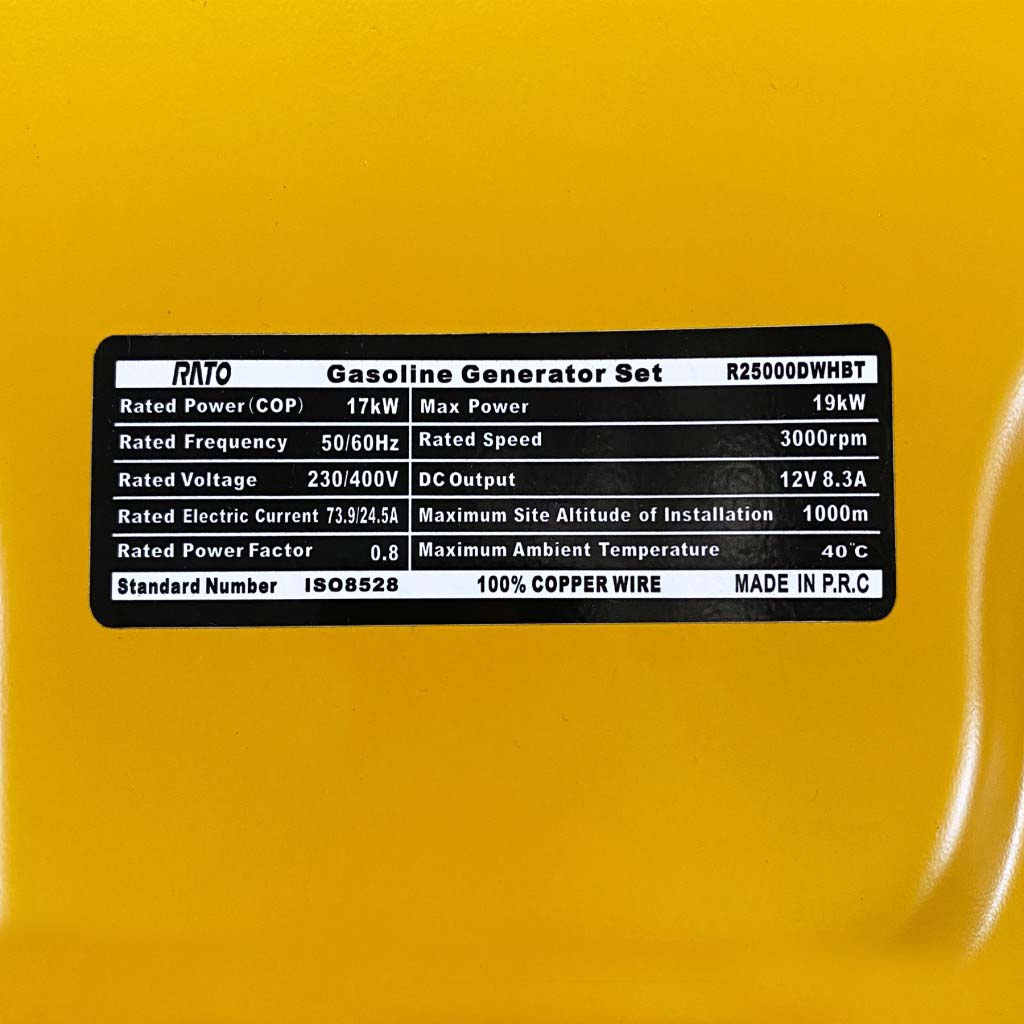 RATO Gasoline Generator Set R25000DWHBT
Rated Power(COP) 17kW Max Power 19kW
Rated Frequency 50/60Hz Rated Speed 3000rpm
Rated Voltage 230/400V DC Output 12V 8.3A
Rated Electric Current 73.9/24.5A Maximum Site Altitude of Installation 1000m
Rated Power Factor 0.8 Maximum Ambient Temperature 40°C
Standard Number ISO8528 100% COPPER WIRE MADE IN P.R.C